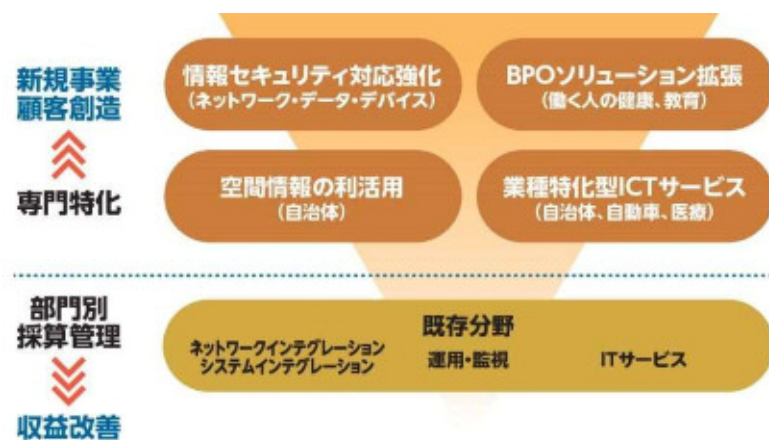 新規事業
顧客創造
専門特化
情報セキュリティ対応強化
(ネットワーク・データ・デバイス)
BPOソリューション拡張
(働く人の健康、教育)
空間情報の利活用
(自治体)
業種特化型ICTサービス
(自治体、自動車、医療)
部門別
採算管理
収益改善
既存分野
ネットワークインテグレーション
システムインテグレーション
運用・監視
ITサービス